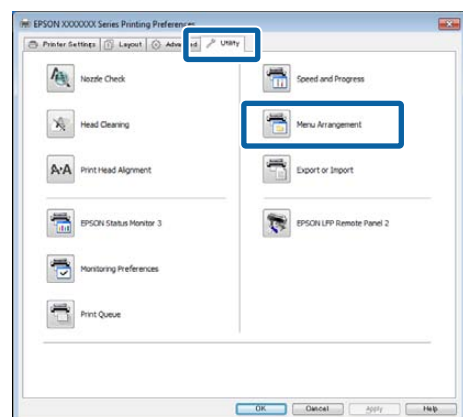 EPSON XXXXXXX Series Printing Preferences
Printer Settings Layout Advanced Utility
Nozzle Check
Speed and Progress
Head Cleaning
Menu Arrangement
Print Head Alignment
Export or Import
EPSON Status Monitor 3
EPSON LFP Remote Panel 2
Monitoring Preferences
Print Queue
OK Cancel Apply Help